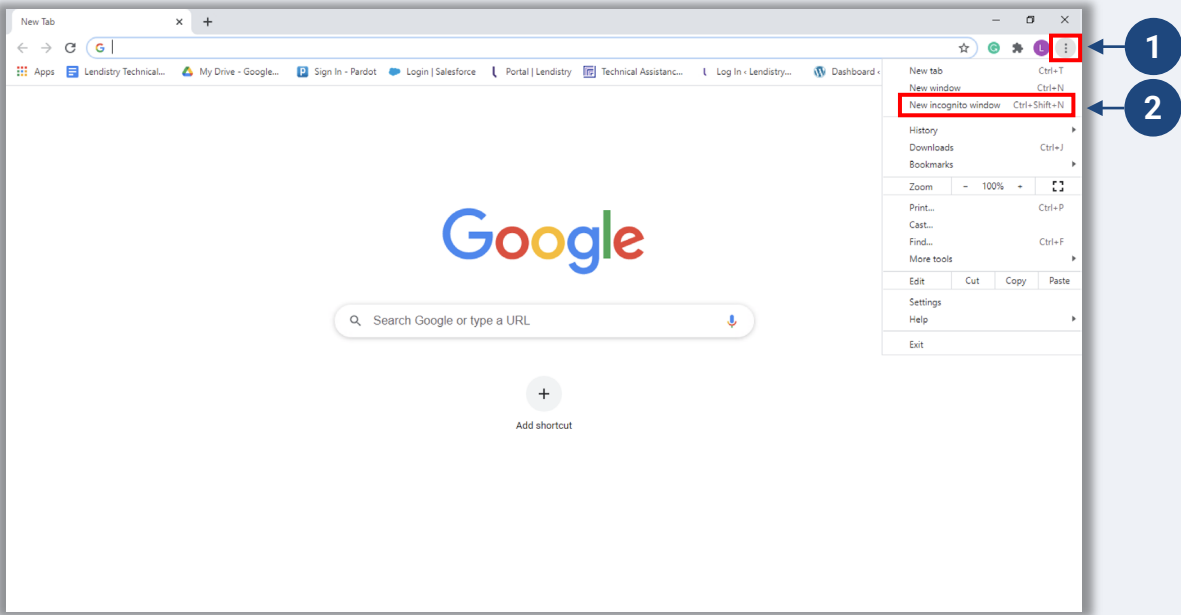 New Tab
1
Apps Lendistry Technical... My Drive - Google... Sign In - Pardot Login | Salesforce Portal | Lendistry Technical Assistanc... Log In ‹ Lendistry... Dashboard ‹
New tab Ctrl+T
New window Ctrl+N
New incognito window Ctrl+Shift+N
2
History
Downloads Ctrl+J
Bookmarks
Zoom - 100% +
Print... Ctrl+P
Cast...
Find... Ctrl+F
More tools
Edit Cut Copy Paste
Settings
Help
Exit
Google
Search Google or type a URL
Add shortcut